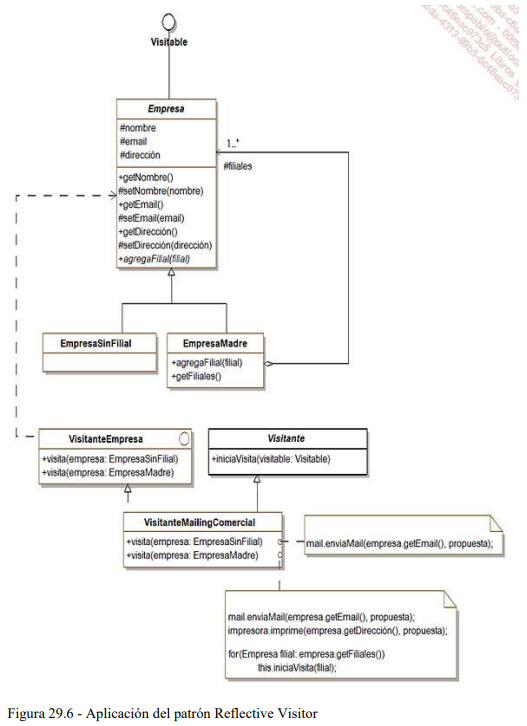 Visitable
Empresa
#nombre
#email
#dirección
+getNombre()
#setNombre(nombre)
+getEmail()
#setEmail(email)
+getDirección()
#setDirección(dirección)
+agregaFilial(filial)
1..*
#filiales
EmpresaSinFilial
EmpresaMadre
+agregaFilial(filial)
+getFiliales()
VisitanteEmpresa
+visita(empresa: EmpresaSinFilial)
+visita(empresa: EmpresaMadre)
Visitante
+iniciaVisita(visitable: Visitable)
VisitanteMailingComercial
+visita(empresa: EmpresaSinFilial)
+visita(empresa: EmpresaMadre)
mail.enviaMail(empresa.getEmail(), propuesta);
mail.enviaMail(empresa.getEmail(), propuesta);
impresora.imprime(empresa.getDirección(), propuesta);
for(Empresa filial: empresa.getFiliales())
this.iniciaVisita(filial);
Figura 29.6 - Aplicación del patrón Reflective Visitor